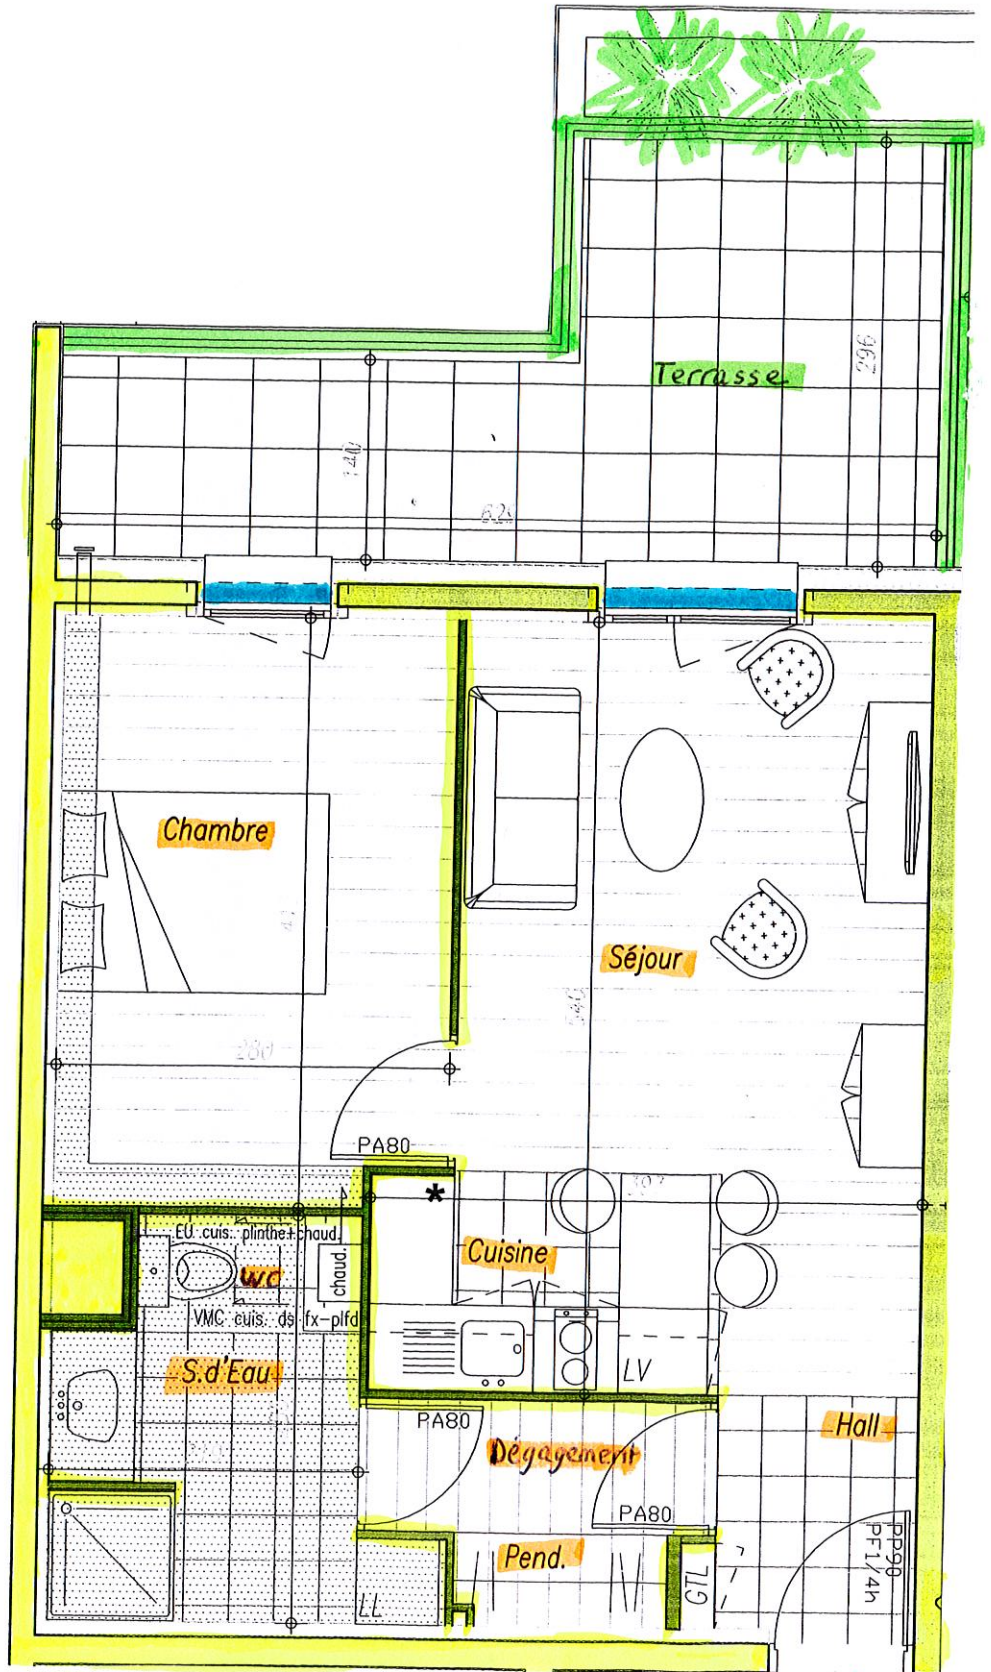 Terrasse
296
140
Chambre
Séjour
280
PA80
*
EU cuis. plinthe+chaud.
Cuisine
WC
chaud.
VMC cuis. ds fx-plfd
S.d'Eau
LV
PA80
Hall
Dégagement
PA80
PP90
PF1/4h
Pend.
GTL
LL